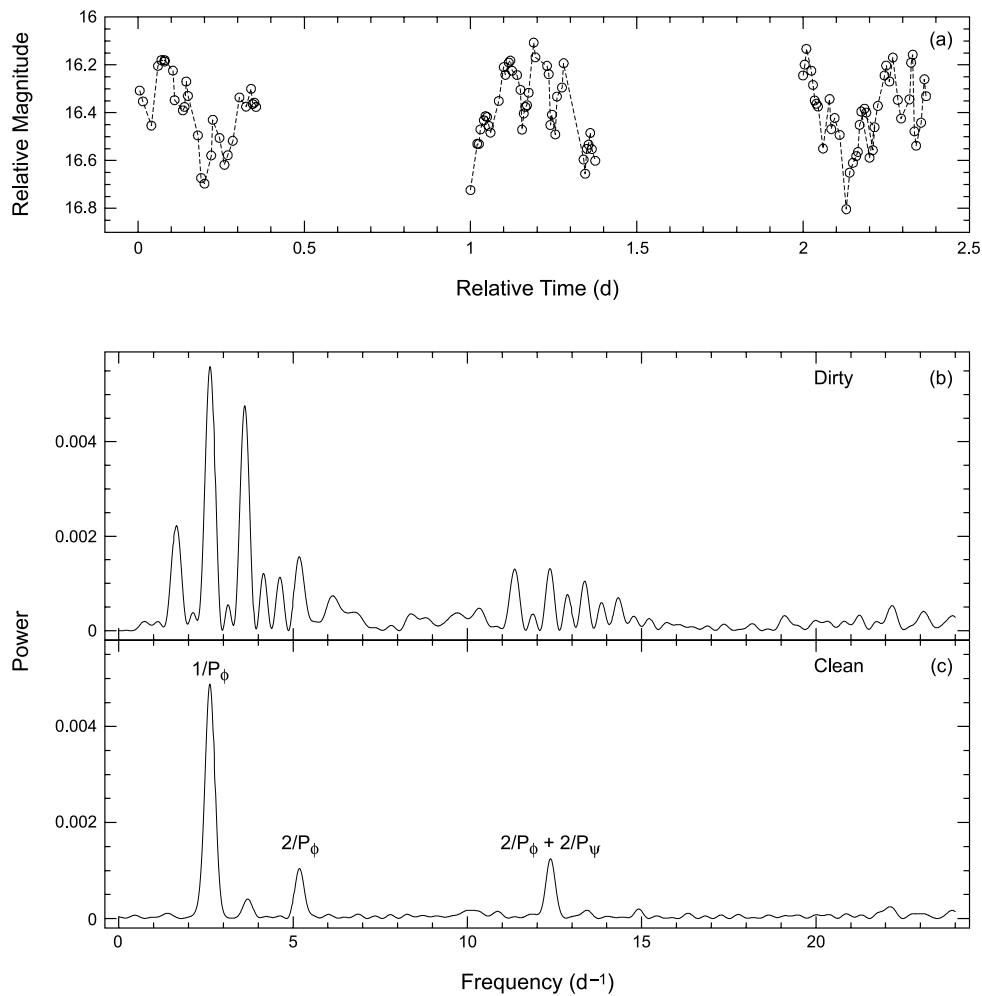 (a)
Relative Magnitude
16
16.2
16.4
16.6
16.8
0
0.5
1
1.5
2
2.5
Relative Time (d)
Dirty
(b)
0.004
0.002
0
Power
Clean
(c)
1/Pϕ
2/Pϕ
2/Pϕ + 2/Pψ
0.004
0.002
0
0
5
10
15
20
Frequency (d⁻¹)